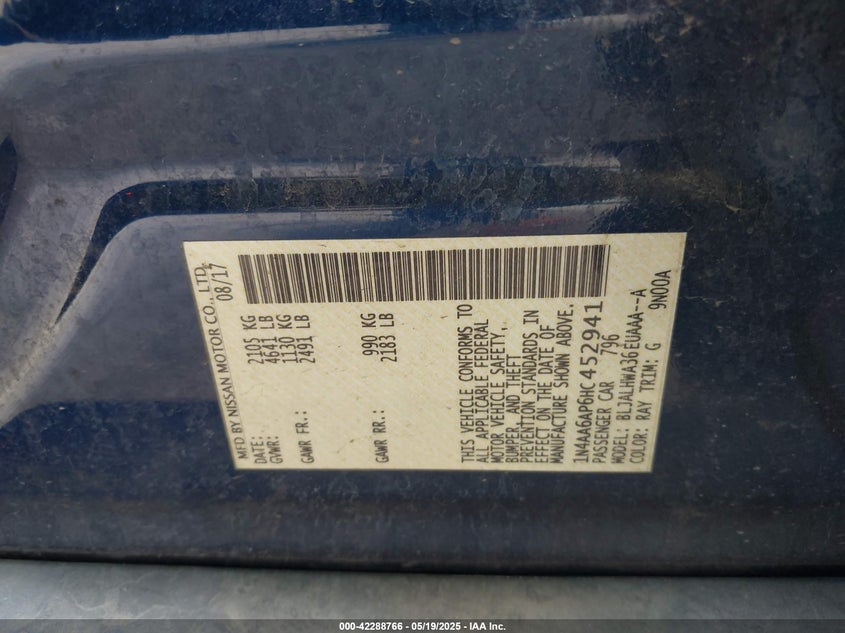 MFD BY NISSAN MOTOR CO., LTD.
DATE: 08/17
GVWR: 2105 KG
4641 LB
GAWR FR.: 1130 KG
2491 LB
GAWR RR.: 990 KG
2183 LB
THIS VEHICLE CONFORMS TO
ALL APPLICABLE FEDERAL
MOTOR VEHICLE SAFETY,
BUMPER, AND THEFT
PREVENTION STANDARDS IN
EFFECT ON THE DATE OF
MANUFACTURE SHOWN ABOVE.
1N4AA6AP6HC452941
PASSENGER CAR 796
MODEL: BLJALHWA36EUAAA--A
COLOR: RAY TRIM: G 9N00A
000-42288766 - 05/19/2025 - IAA Inc.